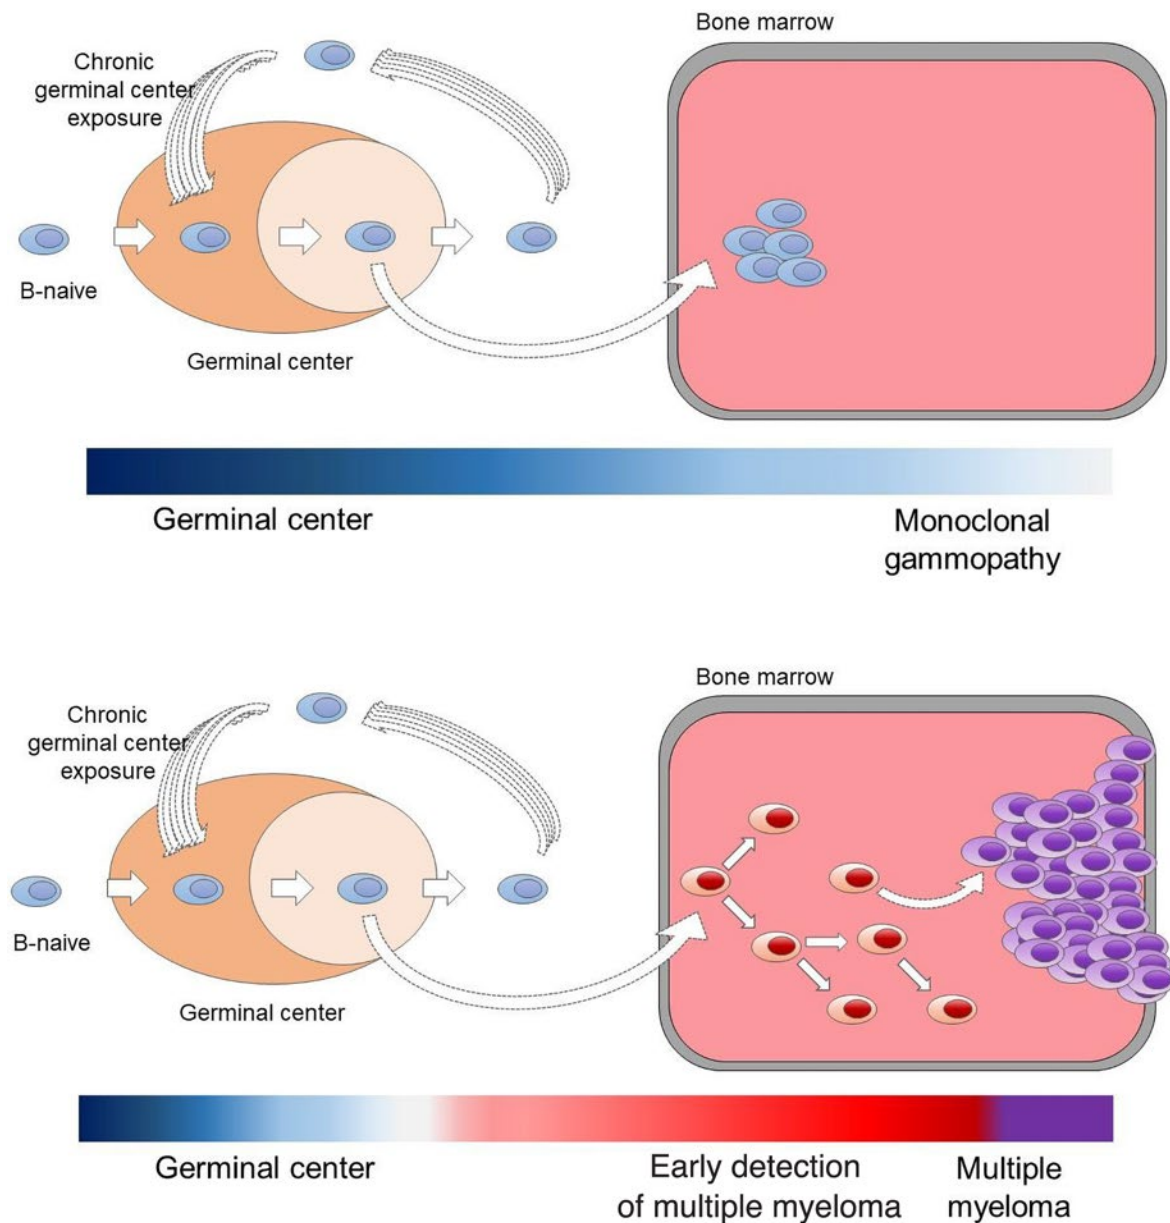 Bone marrow
Chronic
germinal center
exposure
B-naive
Germinal center
Germinal center
Monoclonal
gammopathy
Bone marrow
Chronic
germinal center
exposure
B-naive
Germinal center
Germinal center
Early detection
of multiple myeloma
Multiple
myeloma